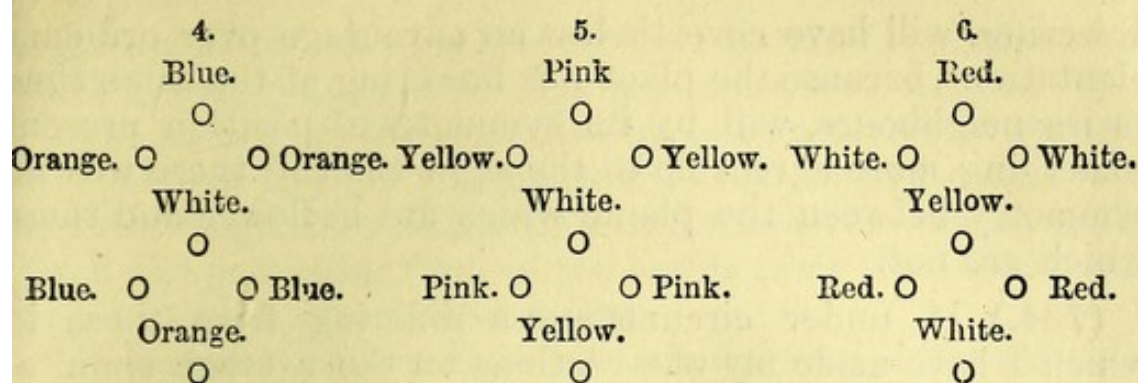 4. 5. 6.
Blue. Pink Red.
O O O
Orange. O O Orange. Yellow. O O Yellow. White. O O White.
White. White. Yellow.
O O O
Blue. O O Blue. Pink. O O Pink. Red. O O Red.
Orange. Yellow. White.
O O O